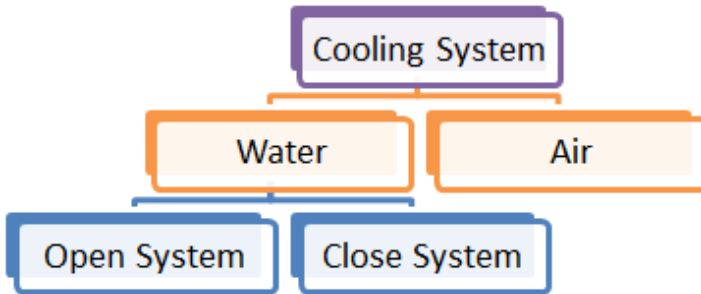 Cooling System
Water
Air
Open System
Close System